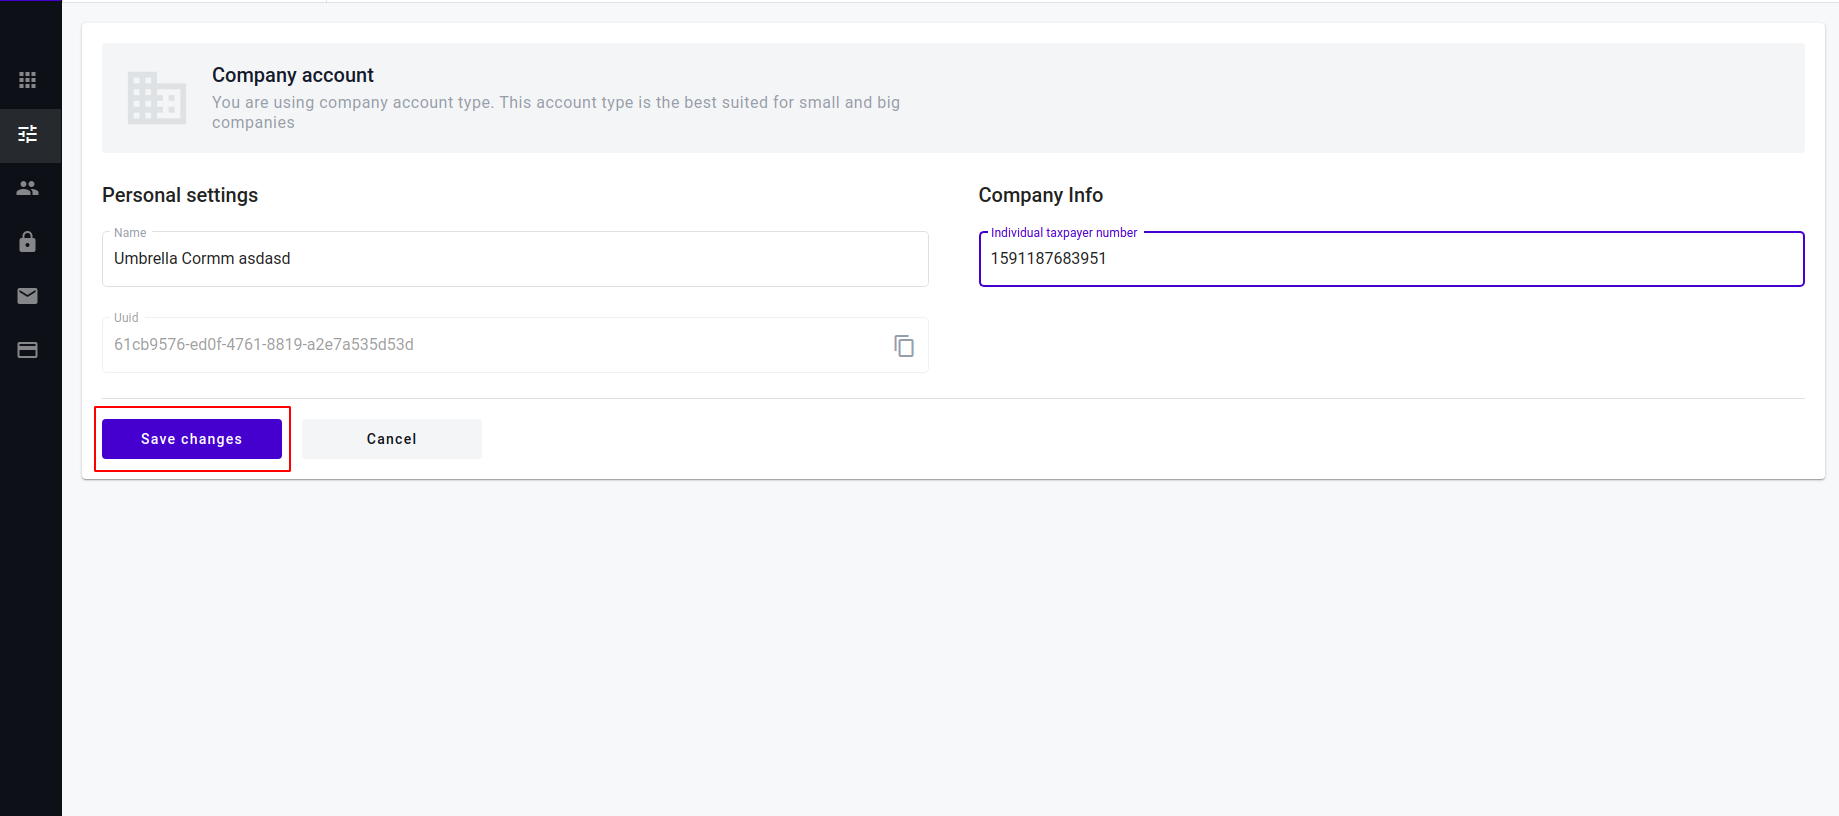 Company account
You are using company account type. This account type is the best suited for small and big
companies
Personal settings
Company Info
Name
Umbrella Cormm asdasd
Individual taxpayer number
1591187683951
Uuid
61cb9576-ed0f-4761-8819-a2e7a535d53d
Save changes
Cancel